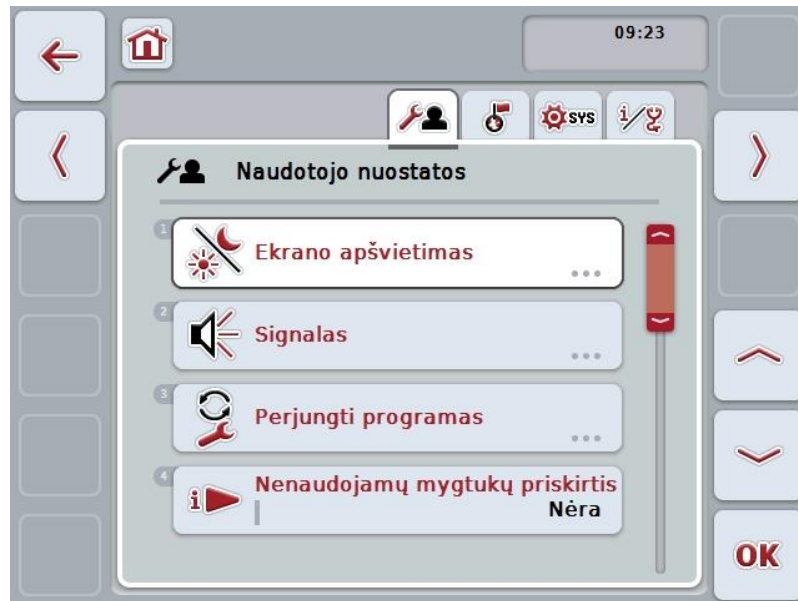 09:23
SYS
i
Naudotojo nuostatos
1
Ekrano apšvietimas
2
Signalas
3
Perjungti programas
4
i
Nenaudojamų mygtukų priskirtis
Nėra
OK